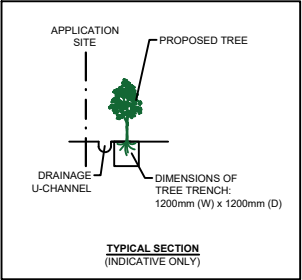 APPLICATION
SITE
PROPOSED TREE
DRAINAGE
U-CHANNEL
DIMENSIONS OF
TREE TRENCH:
1200mm (W) x 1200mm (D)
TYPICAL SECTION
(INDICATIVE ONLY)